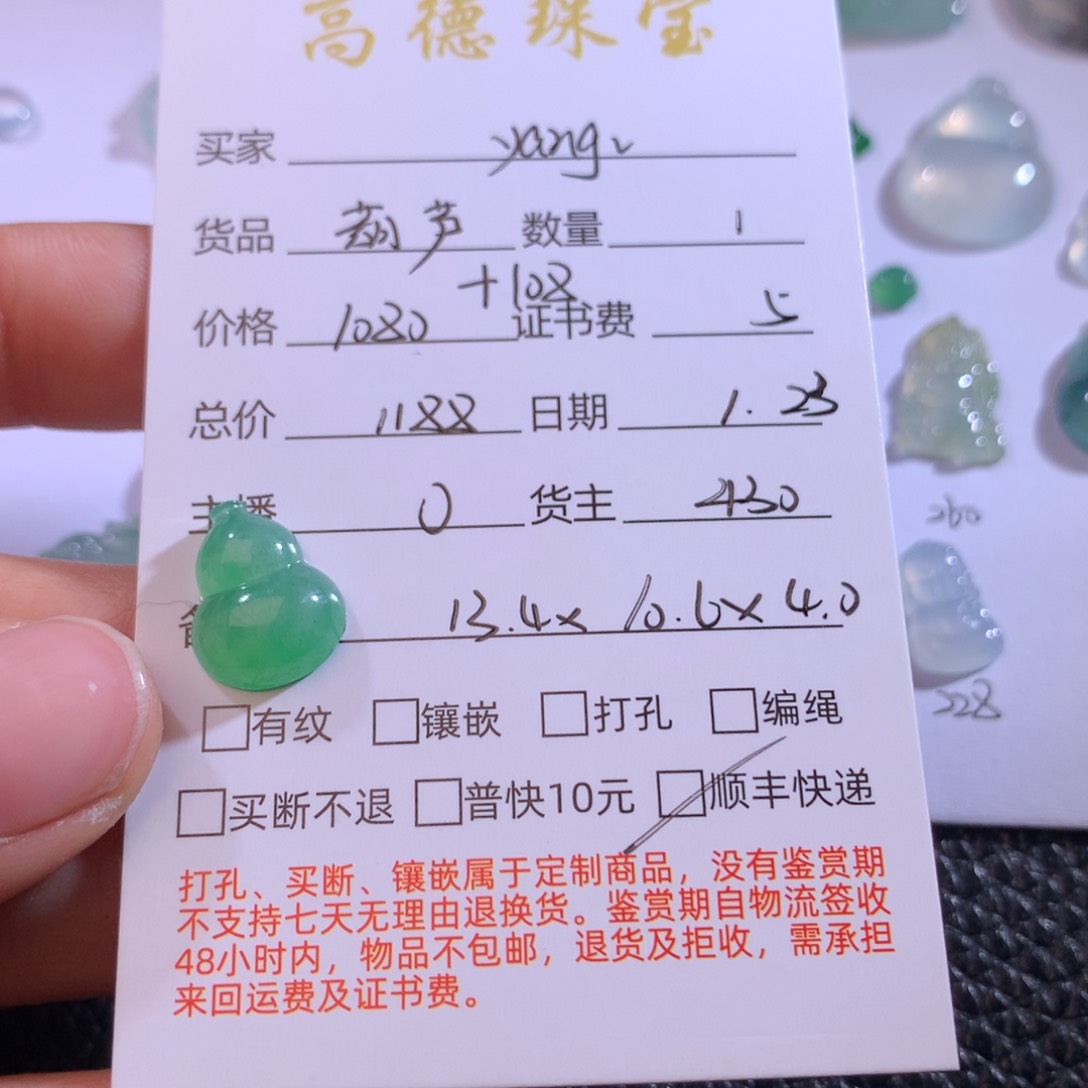 高德珠宝
买家 yang
货品 葫芦 数量 1
+108
价格 1080 证书费 5
总价 1188 日期 1.23
主播 0 货主 430
13.4x 10.6x 4.0
有纹 镶嵌 打孔 编绳
买断不退 普快10元 顺丰快递
打孔、买断、镶嵌属于定制商品，没有鉴赏期
不支持七天无理由退换货。鉴赏期自物流签收
48小时内，物品不包邮，退货及拒收，需承担
来回运费及证书费。
260
228